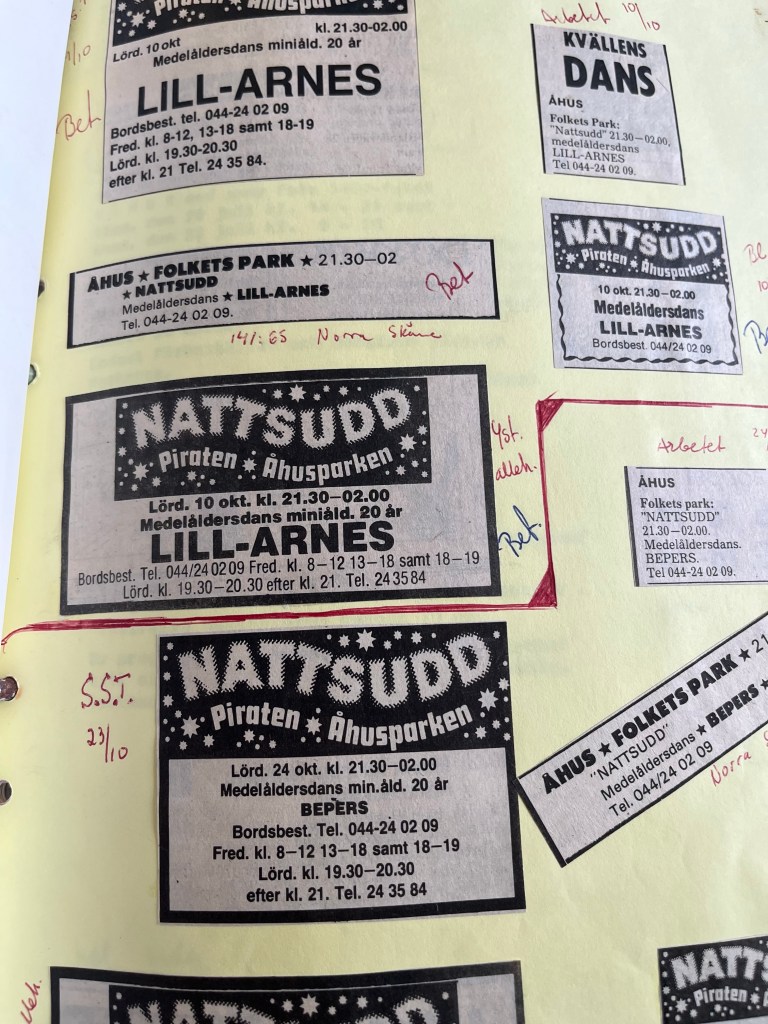 Piraten Åhusparken
kl. 21.30-02.00
Lörd. 10 okt
Medelåldersdans miniåld. 20 år
LILL-ARNES
Bordsbest. tel. 044-24 02 09
Fred. kl. 8-12, 13-18 samt 18-19
Lörd. kl. 19.30-20.30
efter kl. 21 Tel. 24 35 84.
Bet
Arbetet 10/10
KVÄLLENS
DANS
ÅHUS
Folkets Park:
"Nattsudd" 21.30—02.00,
medelåldersdans
LILL-ARNES
Tel 044-24 02 09.
ÅHUS ★ FOLKETS PARK ★ 21.30—02
★ NATTSUDD
Medelåldersdans ★ LILL-ARNES
Tel. 044-24 02 09.
Bet
Norra Skåne
NATTSUDD
Piraten Åhusparken
10 okt. 21.30—02.00
Medelåldersdans
LILL-ARNES
Bordsbest. 044/24 02 09
NATTSUDD
Piraten Åhusparken
Lörd. 10 okt. kl. 21.30—02.00
Medelåldersdans miniåld. 20 år
LILL-ARNES
Bordsbest. Tel. 044/24 02 09 Fred. kl. 8—12 13—18 samt 18—19
Lörd. kl. 19.30-20.30 efter kl. 21. Tel. 24 35 84
Yst.
alleh.
Bet.
Arbetet
ÅHUS
Folkets park:
"NATTSUDD"
21.30—02.00.
Medelåldersdans.
BEPERS.
Tel 044-24 02 09.
S.S.T.
23/10
NATTSUDD
Piraten Åhusparken
Lörd. 24 okt. kl. 21.30—02.00
Medelåldersdans min.åld. 20 år
BEPERS
Bordsbest. Tel. 044-24 02 09
Fred. kl. 8—12 13—18 samt 18—19
Lörd. kl. 19.30—20.30
efter kl. 21. Tel. 24 35 84
ÅHUS ★ FOLKETS PARK ★ 21
"NATTSUDD"
Medelåldersdans ★ BEPERS ★
Tel. 044/24 02 09
Norra
NATTSUDD
NATTS
Piraten